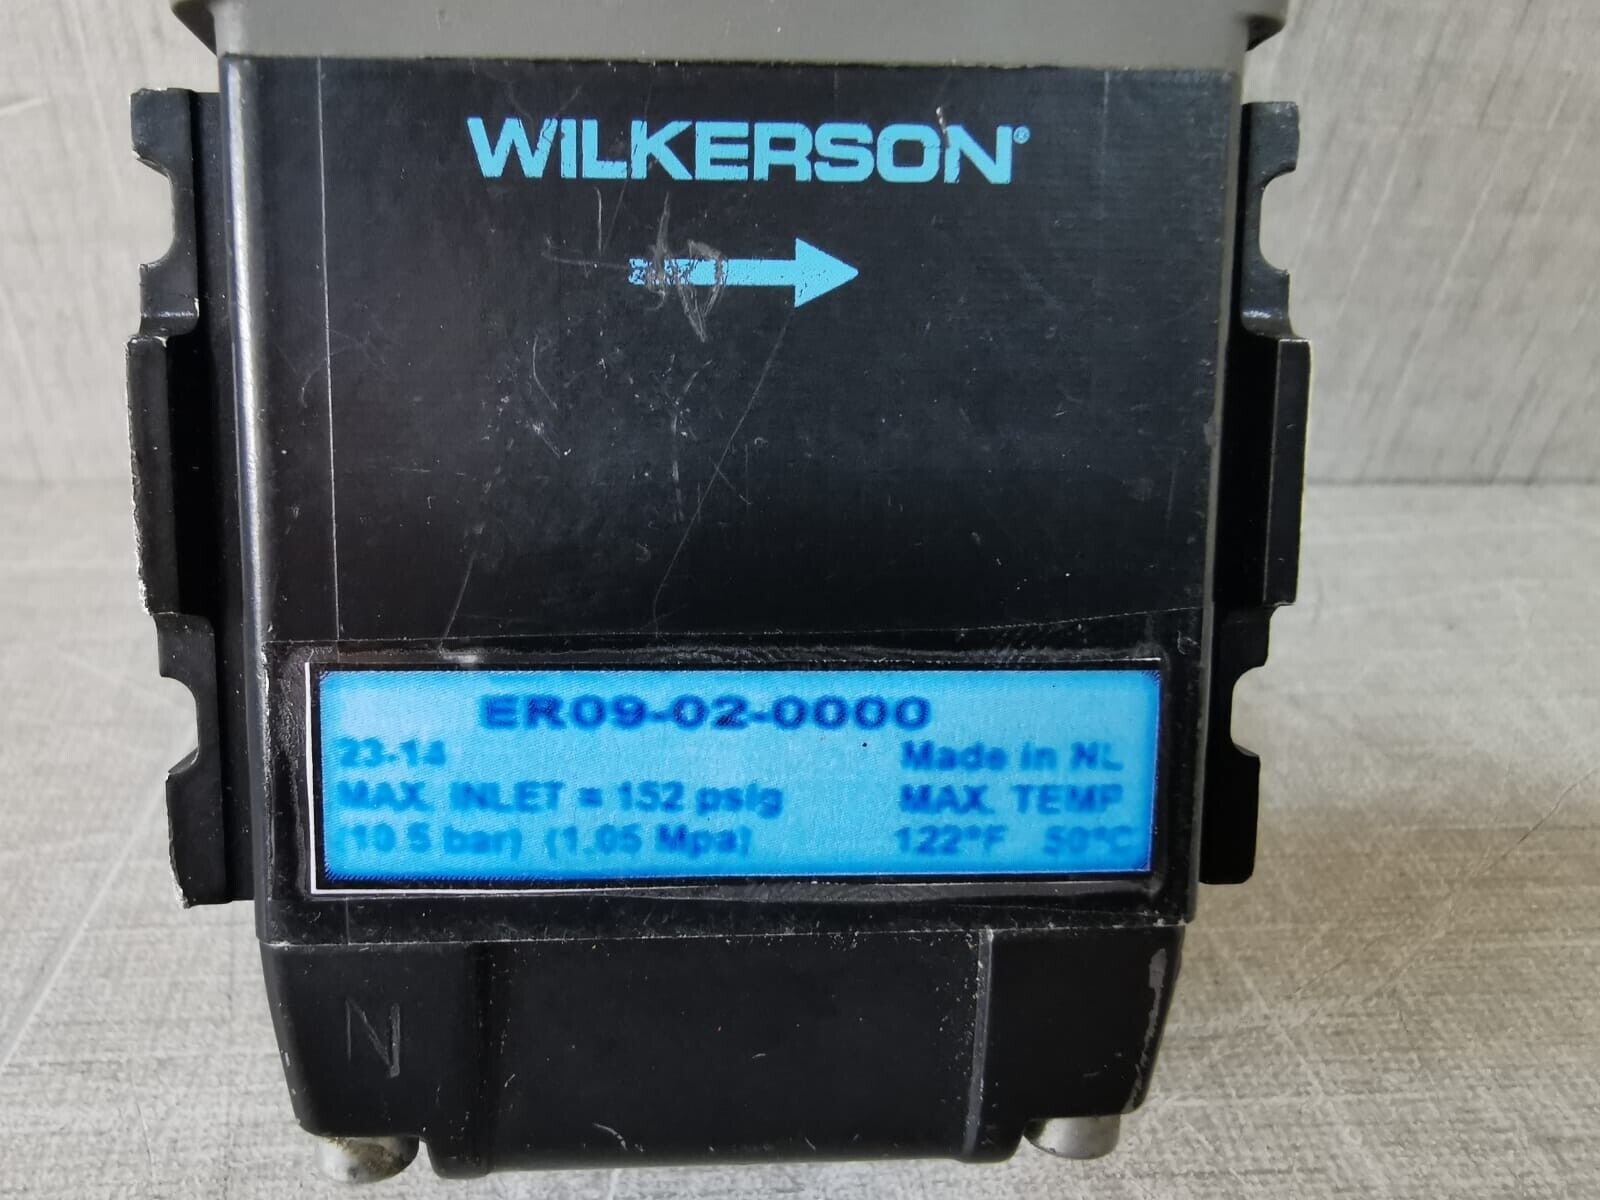 WILKERSON®
ER09-02-0000
23-14 Made in NL
MAX. INLET = 152 psig MAX. TEMP.
(10.5 bar) (1.05 Mpa) 122°F 50°C
N